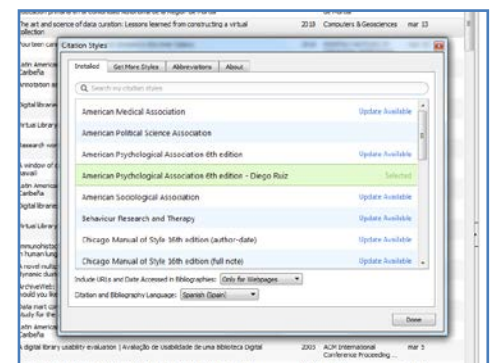 The art and science of data curation: Lessons learned from constructing a virtual collection
2013 Computers & Geosciences mar 13
Citation Styles
Installed Get More Styles Abbreviations About
Search my citation styles
American Medical Association Update Available
American Political Science Association
American Psychological Association 6th edition Update Available
American Psychological Association 6th edition - Diego Ruiz Selected
American Sociological Association Update Available
Behaviour Research and Therapy Update Available
Chicago Manual of Style 16th edition (author-date) Update Available
Chicago Manual of Style 16th edition (full note) Update Available
Include URLs and Date Accessed in Bibliographies: Only for Webpages
Citation and Bibliography Language: Spanish (Spain)
Done
A digital library usability evaluation | Avaliação de Usabilidade de uma Biblioteca Digital 2003 ACM International Conference Proceeding ... mar 5